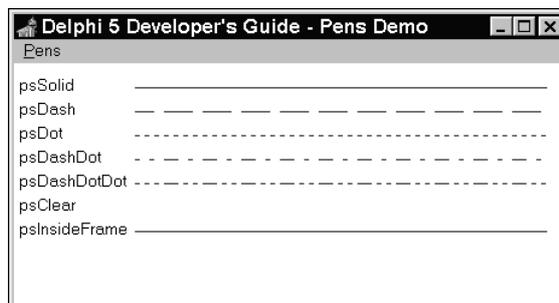 Delphi 5 Developer's Guide - Pens Demo
Pens
psSolid
psDash
psDot
psDashDot
psDashDotDot
psClear
psInsideFrame